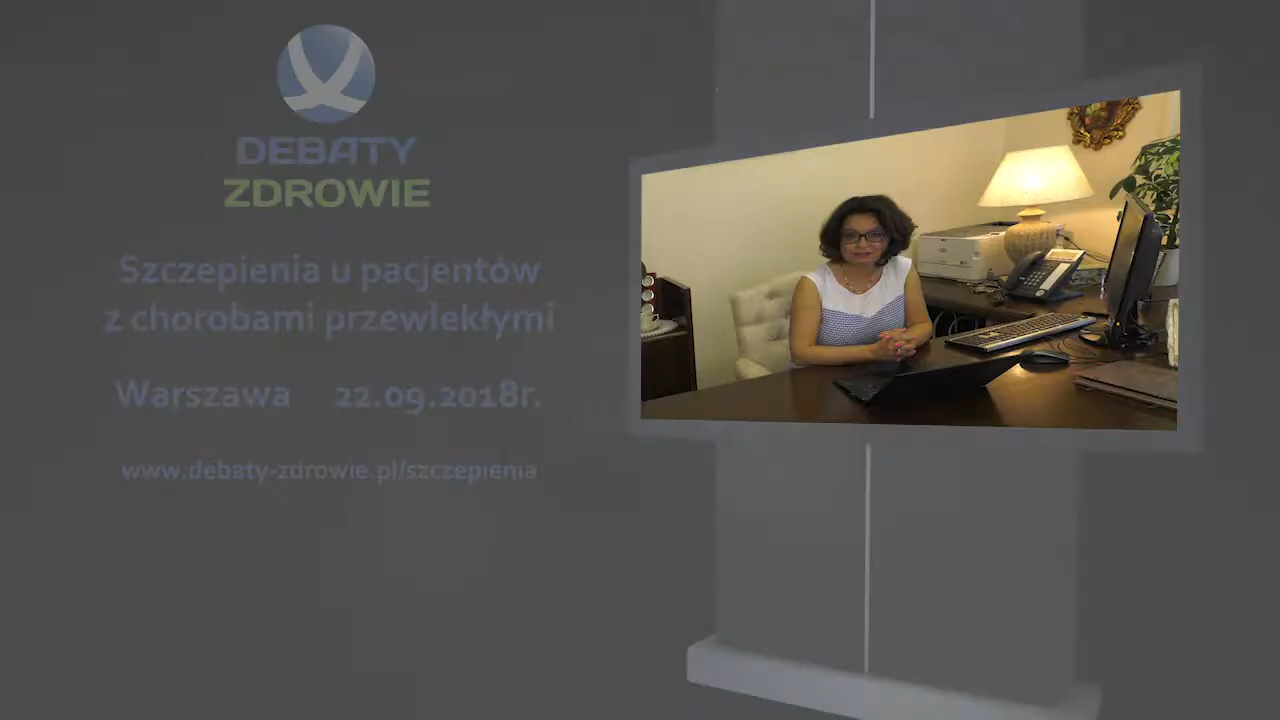 DEBATY
ZDROWIE
Szczepienia u pacjentów
z chorobami przewlekłymi
Warszawa 22.09.2018r.
www.debaty-zdrowie.pl/szczepienia